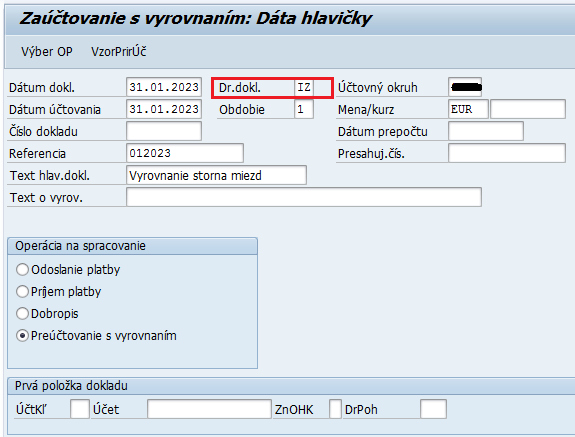 Zaúčtovanie s vyrovnaním: Dáta hlavičky
Výber OP VzorPrirÚč
Dátum dokl. 31.01.2023 Dr.dokl. IZ Účtovný okruh
Dátum účtovania 31.01.2023 Obdobie 1 Mena/kurz EUR
Číslo dokladu Dátum prepočtu
Referencia 012023 Presahuj.čís.
Text hlav.dokl. Vyrovnanie storna miezd
Text o vyrov.
Operácia na spracovanie
Odoslanie platby
Príjem platby
Dobropis
Preúčtovanie s vyrovnaním
Prvá položka dokladu
ÚčtKľ Účet ZnOHK DrPoh